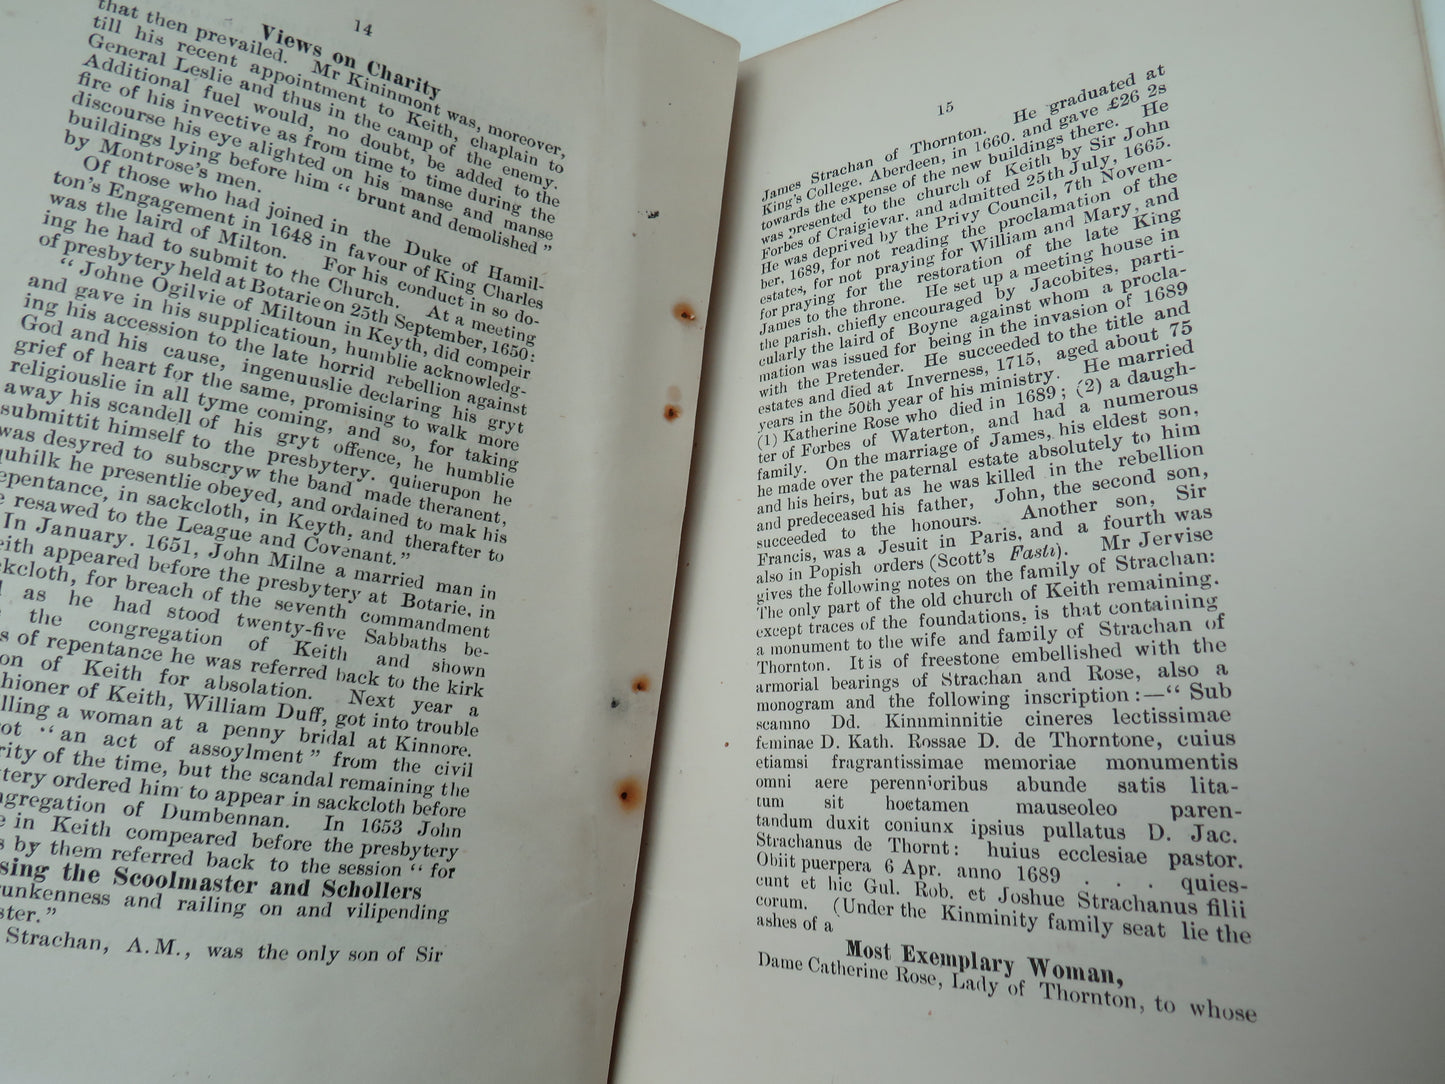 14
Views on Charity
that then prevailed. Mr Kininmont was, moreover,
till his recent appointment to Keith, chaplain to
General Leslie and thus in the camp of the enemy.
Additional fuel would, no doubt, be added to the
fire of his invective as from time to time during the
discourse his eye alighted on his manse and manse
buildings lying before him “ brunt and demolished ”
by Montrose's men.
Of those who had joined in the Duke of Hamil-
ton's Engagement in 1648 in favour of King Charles
was the laird of Milton. For his conduct in so do-
ing he had to submit to the Church. At a meeting
of presbytery held at Botarie on 25th September, 1650:
“ Johne Ogilvie of Miltoun in Keyth, did compeir
and gave in his supplicatioun, humblie acknowledg-
ing his accession to the late horrid rebellion against
God and his cause, ingenuuslie declaring his gryt
grief of heart for the same, promising to walk more
religiouslie in all tyme coming, and so, for taking
away his scandell of his gryt offence, he humblie
submittit himself to the presbytery. quherupon he
was desyred to subscryw the band made theranent,
quhilk he presentlie obeyed, and ordained to mak his
epentance, in sackcloth, in Keyth, and therafter to
e resawed to the League and Covenant.”
In January. 1651, John Milne a married man in
eith appeared before the presbytery at Botarie, in
ckcloth, for breach of the seventh commandment
as he had stood twenty-five Sabbaths be-
the congregation of Keith and shown
s of repentance he was referred back to the kirk
on of Keith for absolation. Next year a
hioner of Keith, William Duff, got into trouble
lling a woman at a penny bridal at Kinnore.
ot “ an act of assoylment ” from the civil
rity of the time, but the scandal remaining the
tery ordered him to appear in sackcloth before
ngregation of Dumbennan. In 1653 John
e in Keith compeared before the presbytery
s by them referred back to the session “ for
sing the Scoolmaster and Schollers
unkenness and railing on and vilipending
ster.”
Strachan, A.M., was the only son of Sir
15
James Strachan of Thornton. He graduated at
King's College, Aberdeen, in 1660. and gave £26 2s
towards the expense of the new buildings there. He
was presented to the church of Keith by Sir John
Forbes of Craigievar, and admitted 25th July, 1665.
He was deprived by the Privy Council, 7th Novem-
ber, 1689, for not reading the proclamation of the
estates, for not praying for William and Mary, and
for praying for the restoration of the late King
James to the throne. He set up a meeting house in
the parish, chiefly encouraged by Jacobites, parti-
cularly the laird of Boyne against whom a procla-
mation was issued for being in the invasion of 1689
with the Pretender. He succeeded to the title and
estates and died at Inverness, 1715, aged about 75
years in the 50th year of his ministry. He married
(1) Katherine Rose who died in 1689 ; (2) a daugh-
ter of Forbes of Waterton, and had a numerous
family. On the marriage of James, his eldest son,
he made over the paternal estate absolutely to him
and his heirs, but as he was killed in the rebellion
and predeceased his father, John, the second son,
succeeded to the honours. Another son, Sir
Francis, was a Jesuit in Paris, and a fourth was
also in Popish orders (Scott's Fasti). Mr Jervise
gives the following notes on the family of Strachan:
The only part of the old church of Keith remaining.
except traces of the foundations, is that containing
a monument to the wife and family of Strachan of
Thornton. It is of freestone embellished with the
armorial bearings of Strachan and Rose, also a
monogram and the following inscription :—“ Sub
scamno Dd. Kinnminnitie cineres lectissimae
feminae D. Kath. Rossae D. de Thorntone, cuius
etiamsi fragrantissimae memoriae monumentis
omni aere perennioribus abunde satis lita-
tum sit hoctamen mauseoleo paren-
tandum duxit coniunx ipsius pullatus D. Jac.
Strachanus de Thornt : huius ecclesiae pastor.
Obiit puerpera 6 Apr. anno 1689 . . . quies-
cunt et hic Gul. Rob. et Joshue Strachanus filii
corum. (Under the Kinminity family seat lie the
ashes of a
Most Exemplary Woman,
Dame Catherine Rose, Lady of Thornton, to whose